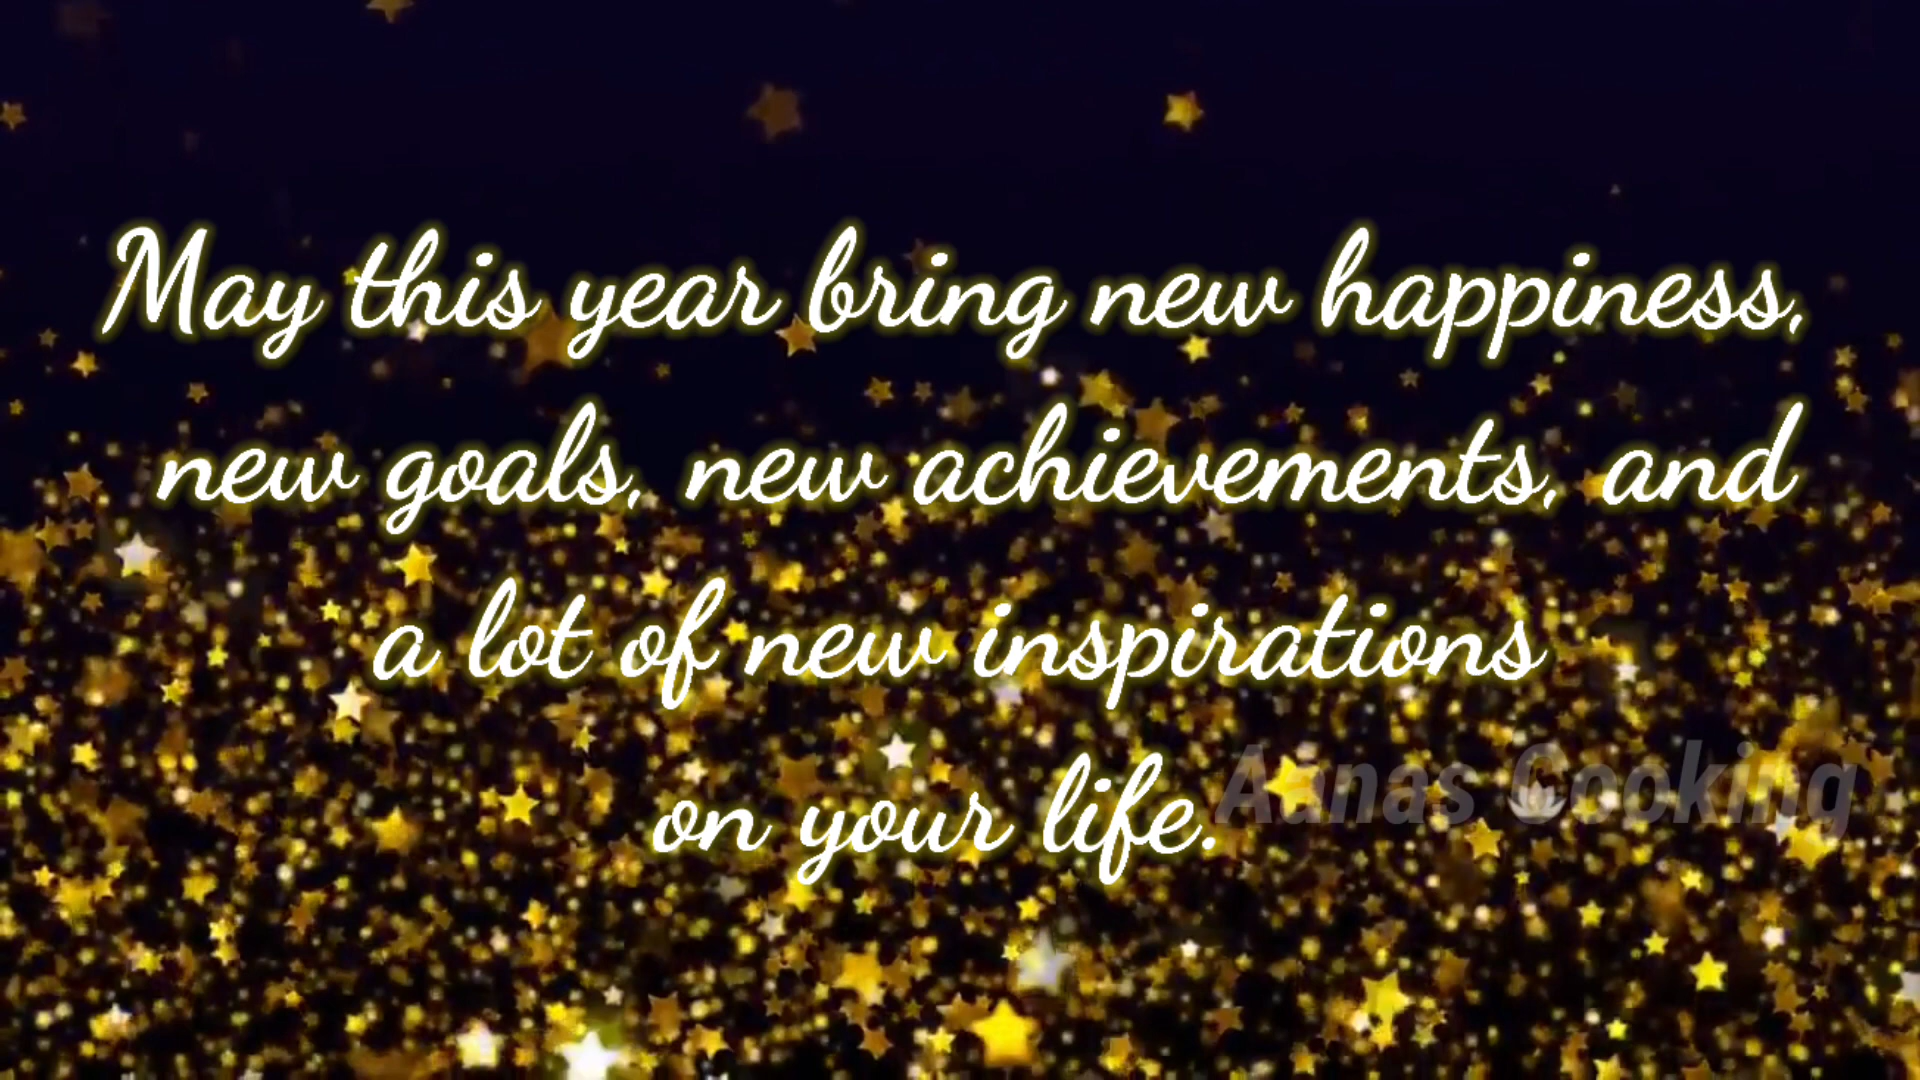 May this year bring new happiness,
new goals, new achievements, and
a lot of new inspirations
on your life.
Aanas Cooking